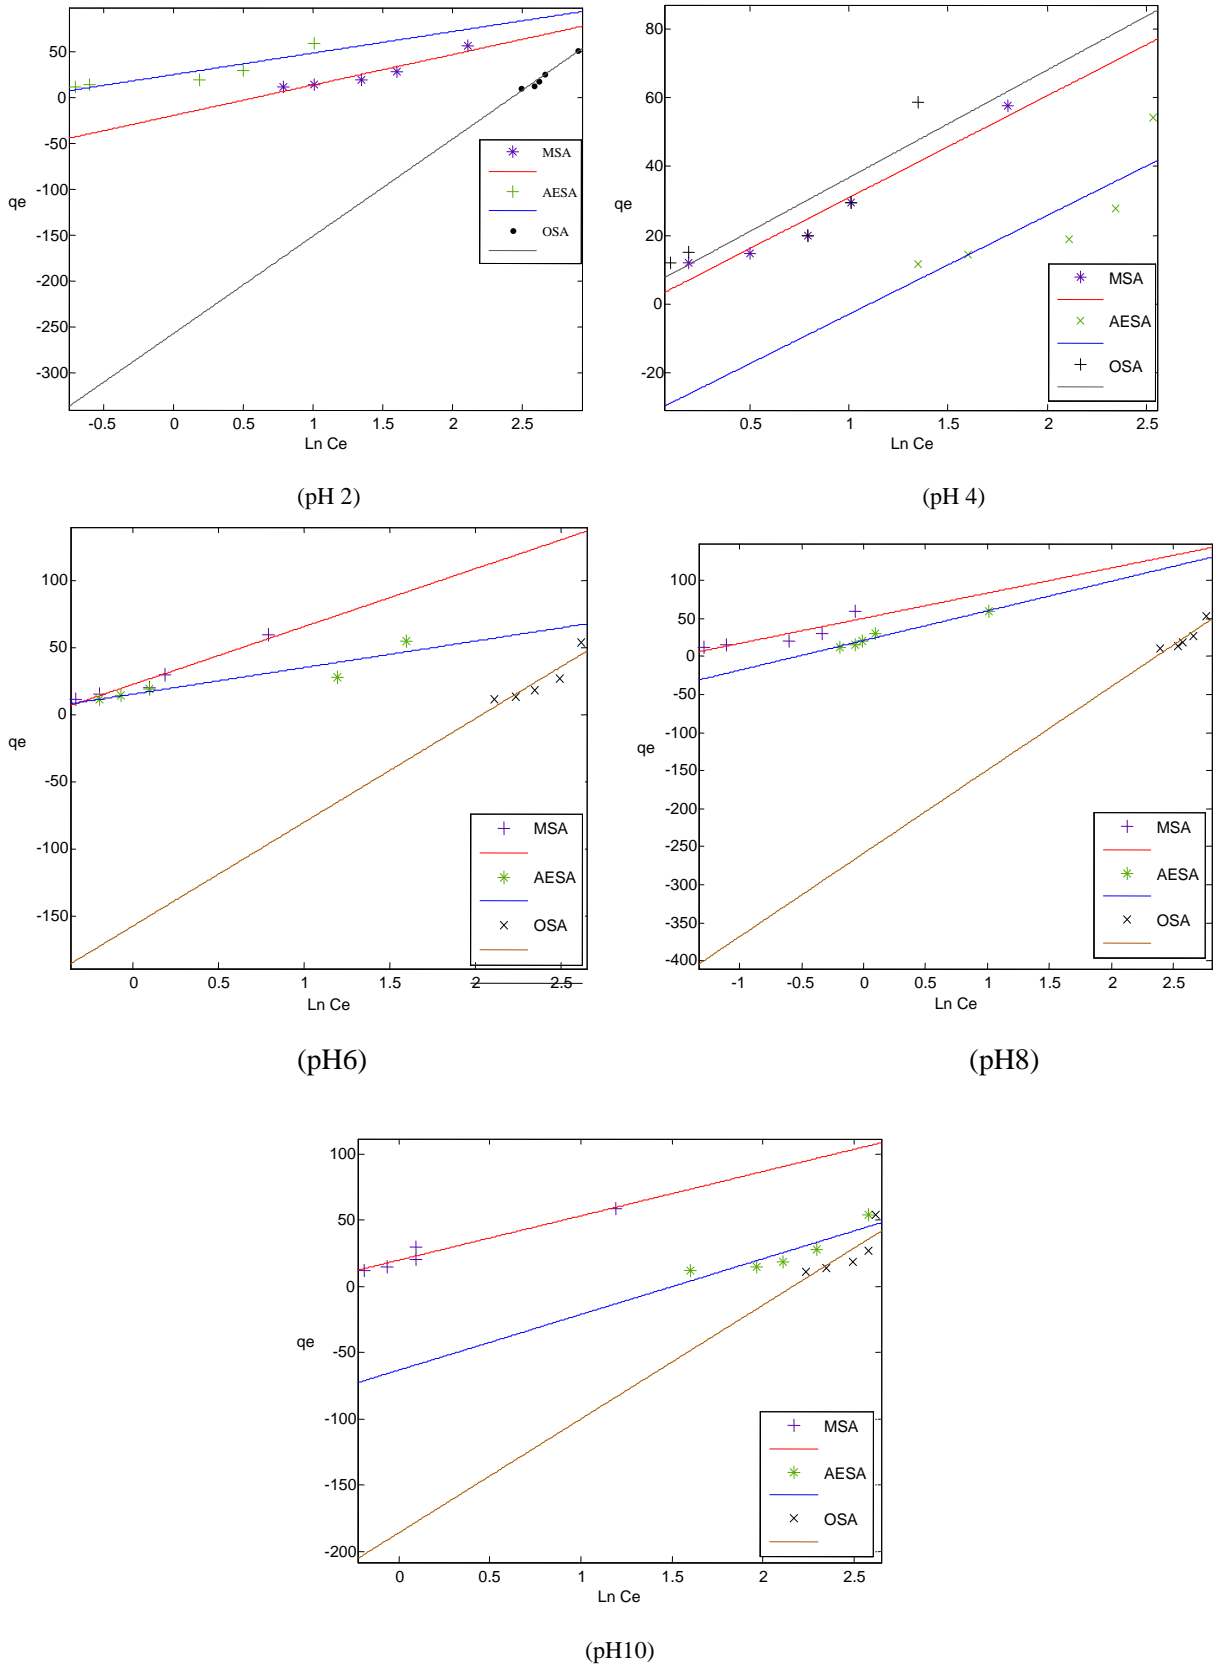 50
0
-50
-100
-150
-200
-250
-300
qe
-0.5 0 0.5 1 1.5 2 2.5
Ln Ce
MSA
AESA
OSA
(pH 2)
80
60
40
20
0
-20
qe
0.5 1 1.5 2 2.5
Ln Ce
MSA
AESA
OSA
(pH 4)
100
50
0
-50
-100
-150
qe
0 0.5 1 1.5 2 2.5
Ln Ce
MSA
AESA
OSA
(pH6)
100
50
0
-50
-100
-150
-200
-250
-300
-350
-400
qe
-1 -0.5 0 0.5 1 1.5 2 2.5
Ln Ce
MSA
AESA
OSA
(pH8)
100
50
0
-50
-100
-150
-200
qe
0 0.5 1 1.5 2 2.5
Ln Ce
MSA
AESA
OSA
(pH10)